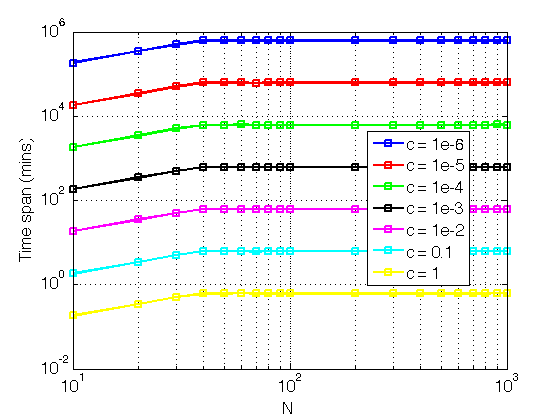 10^6
10^4
10^2
10^0
10^-2
Time span (mins)
c = 1e-6
c = 1e-5
c = 1e-4
c = 1e-3
c = 1e-2
c = 0.1
c = 1
10^1
10^2
10^3
N